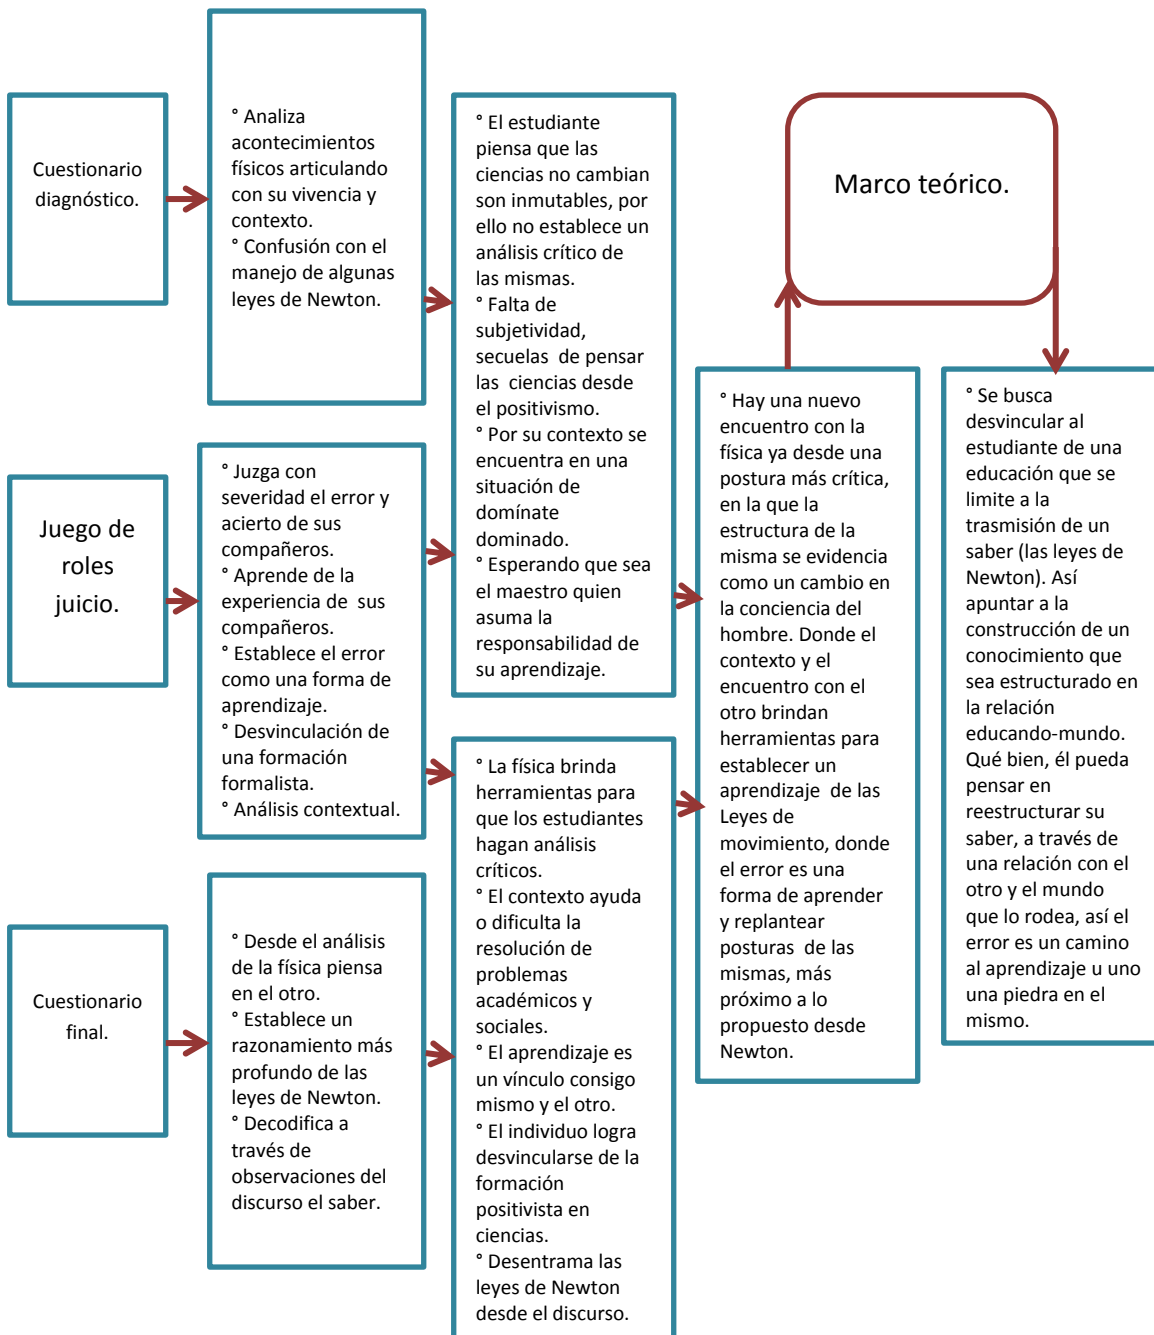 Cuestionario
diagnóstico.
° Analiza
acontecimientos
físicos articulando
con su vivencia y
contexto.
° Confusión con el
manejo de algunas
leyes de Newton.
Juego de
roles
juicio.
° Juzga con
severidad el error y
acierto de sus
compañeros.
° Aprende de la
experiencia de  sus
compañeros.
° Establece el error
como una forma de
aprendizaje.
° Desvinculación de
una formación
formalista.
° Análisis contextual.
Cuestionario
final.
° Desde el análisis
de la física piensa
en el otro.
° Establece un
razonamiento más
profundo de las
leyes de Newton.
° Decodifica a
través de
observaciones del
discurso el saber.
° El estudiante
piensa que las
ciencias no cambian
son inmutables, por
ello no establece un
análisis crítico de
las mismas.
° Falta de
subjetividad,
secuelas  de pensar
las  ciencias desde
el positivismo.
° Por su contexto se
encuentra en una
situación de
domínate
dominado.
° Esperando que sea
el maestro quien
asuma la
responsabilidad de
su aprendizaje.
° La física brinda
herramientas para
que los estudiantes
hagan análisis
críticos.
° El contexto ayuda
o dificulta la
resolución de
problemas
académicos y
sociales.
° El aprendizaje es
un vínculo consigo
mismo y el otro.
° El individuo logra
desvincularse de la
formación
positivista en
ciencias.
° Desentrama las
leyes de Newton
desde el discurso.
° Hay una nuevo
encuentro con la
física ya desde una
postura más crítica,
en la que la
estructura de la
misma se evidencia
como un cambio en
la conciencia del
hombre. Donde el
contexto y el
encuentro con el
otro brindan
herramientas para
establecer un
aprendizaje  de las
Leyes de
movimiento, donde
el error es una
forma de aprender
y replantear
posturas  de las
mismas, más
próximo a lo
propuesto desde
Newton.
Marco teórico.
° Se busca
desvincular al
estudiante de una
educación que se
limite a la
trasmisión de un
saber (las leyes de
Newton). Así
apuntar a la
construcción de un
conocimiento que
sea estructurado en
la relación
educando-mundo.
Qué bien, él pueda
pensar en
reestructurar su
saber, a través de
una relación con el
otro y el mundo
que lo rodea, así el
error es un camino
al aprendizaje u uno
una piedra en el
mismo.